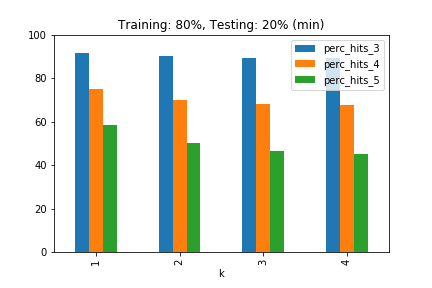 Training: 80%, Testing: 20% (min)
100
80
60
40
20
0
perc_hits_3
perc_hits_4
perc_hits_5
1
2
3
4
k